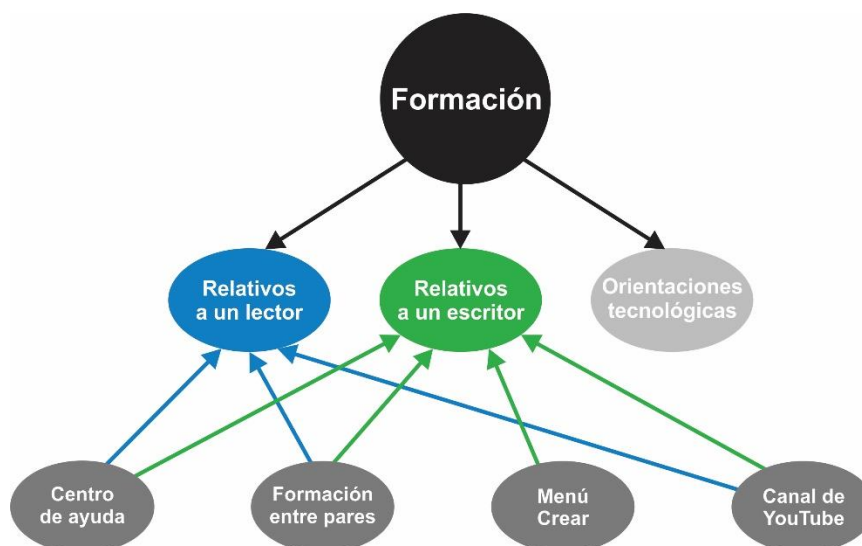 Formación
Relativos
a un lector
Relativos
a un escritor
Orientaciones
tecnológicas
Centro
de ayuda
Formación
entre pares
Menú
Crear
Canal de
YouTube